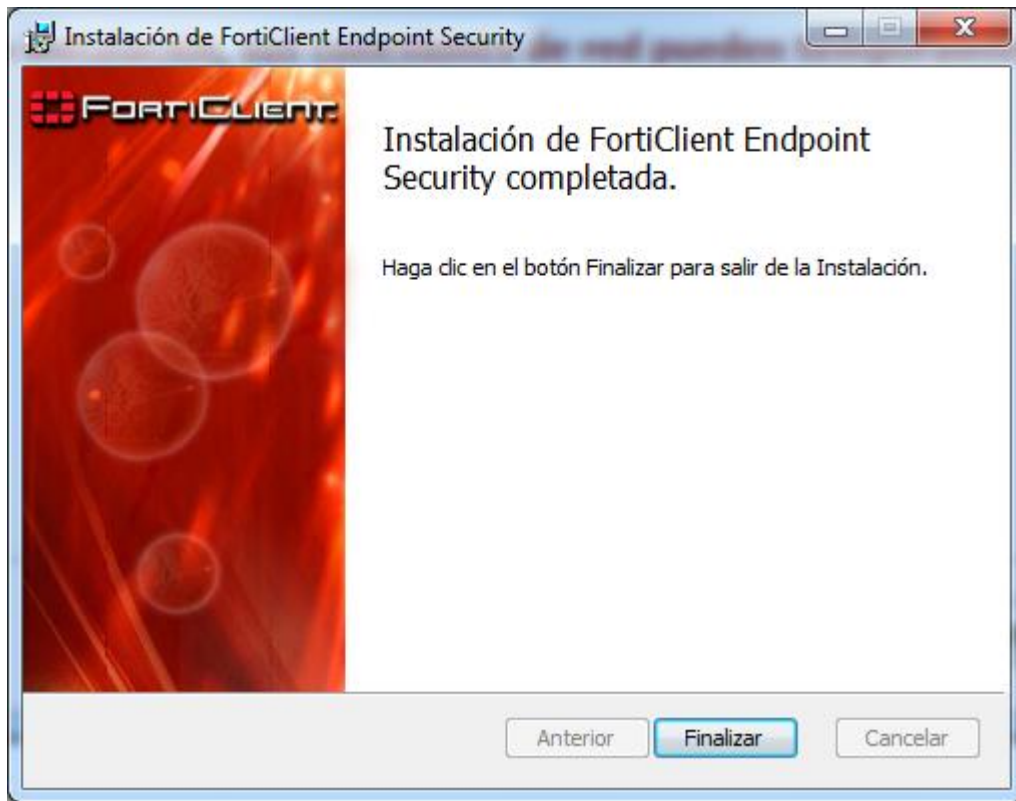 Instalación de FortiClient Endpoint Security
FORTICLIENT
Instalación de FortiClient Endpoint
Security completada.
Haga clic en el botón Finalizar para salir de la Instalación.
Anterior
Finalizar
Cancelar